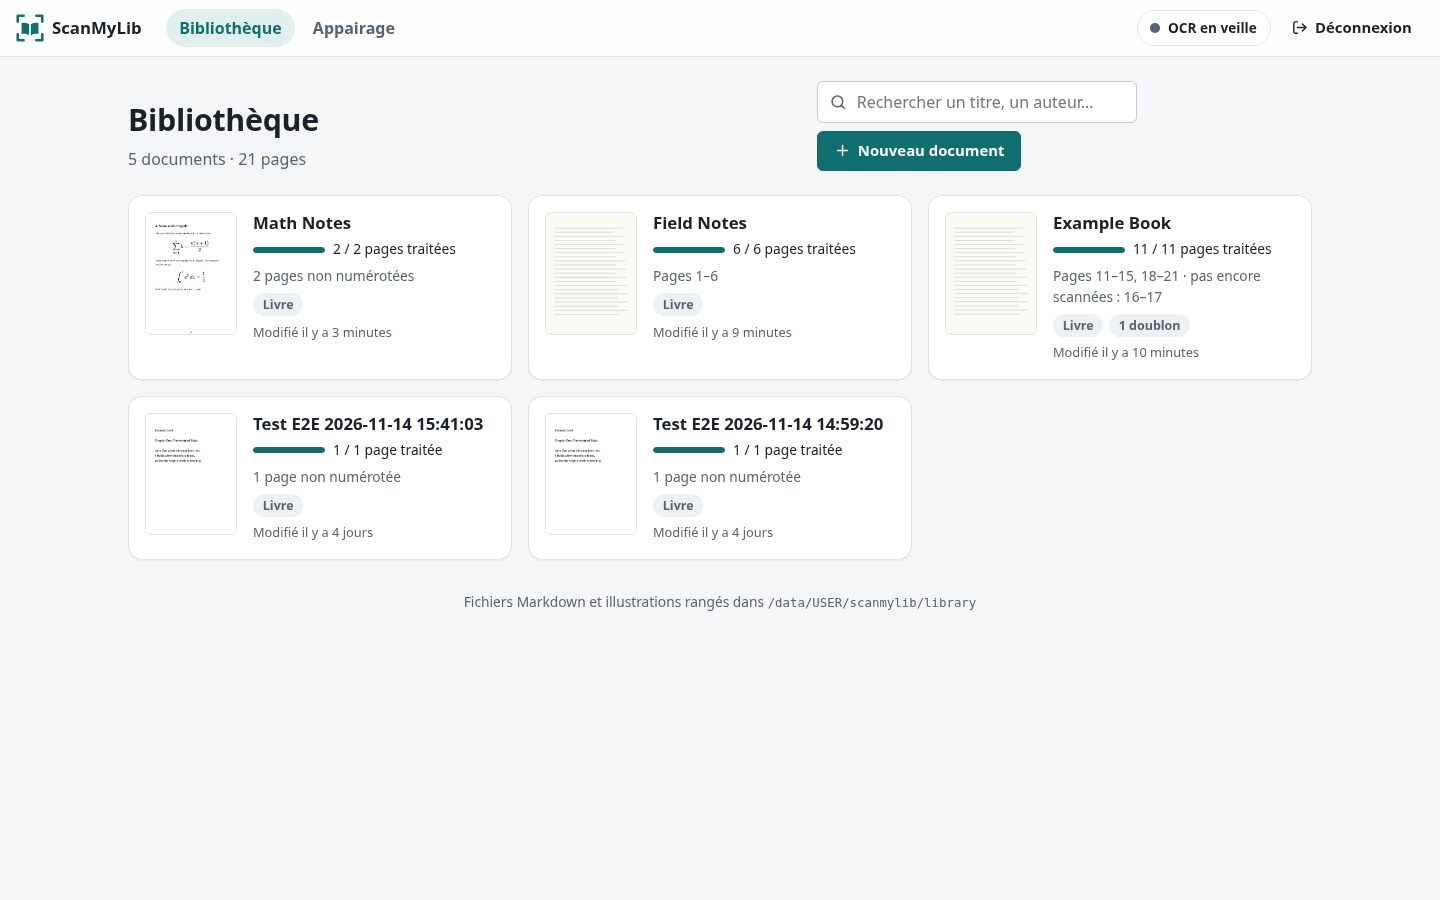 ScanMyLib
Bibliothèque
Appairage
OCR en veille
Déconnexion
Bibliothèque
5 documents · 21 pages
Rechercher un titre, un auteur...
Nouveau document
Math Notes
2 / 2 pages traitées
2 pages non numérotées
Livre
Modifié il y a 3 minutes
Field Notes
6 / 6 pages traitées
Pages 1–6
Livre
Modifié il y a 9 minutes
Example Book
11 / 11 pages traitées
Pages 11–15, 18–21 · pas encore
scannées : 16–17
Livre
1 doublon
Modifié il y a 10 minutes
Test E2E 2026-11-14 15:41:03
1 / 1 page traitée
1 page non numérotée
Livre
Modifié il y a 4 jours
Test E2E 2026-11-14 14:59:20
1 / 1 page traitée
1 page non numérotée
Livre
Modifié il y a 4 jours
Fichiers Markdown et illustrations rangés dans /data/USER/scanmylib/library